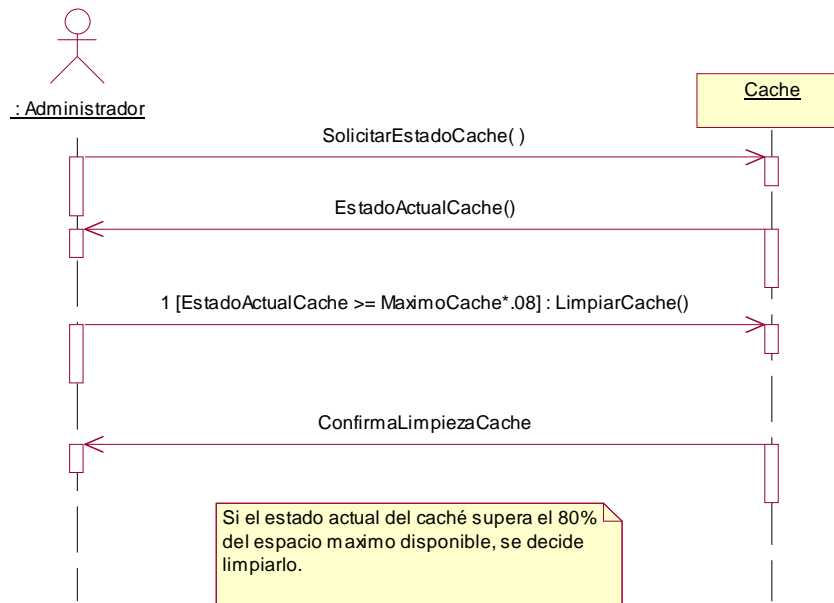 : Administrador
Cache
SolicitarEstadoCache( )
EstadoActualCache()
1 [EstadoActualCache >= MaximoCache*.08] : LimpiarCache()
ConfirmaLimpiezaCache
Si el estado actual del caché supera el 80%
del espacio maximo disponible, se decide
limpiarlo.